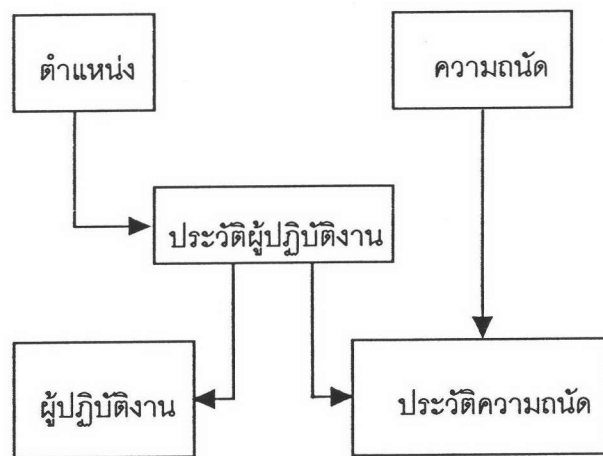 ตำแหน่ง
ความถนัด
ประวัติผู้ปฏิบัติงาน
ผู้ปฏิบัติงาน
ประวัติความถนัด